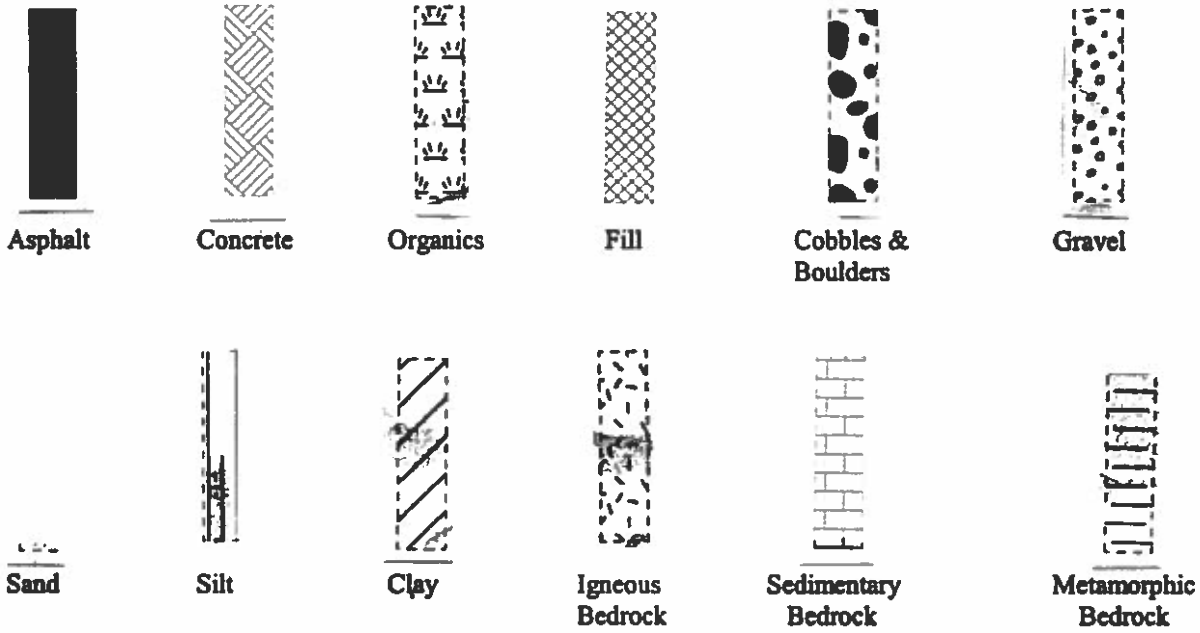 Asphalt Concrete Organics Fill Cobbles & Gravel
Boulders
Sand Silt Clay Igneous Sedimentary Metamorphic
Bedrock Bedrock Bedrock